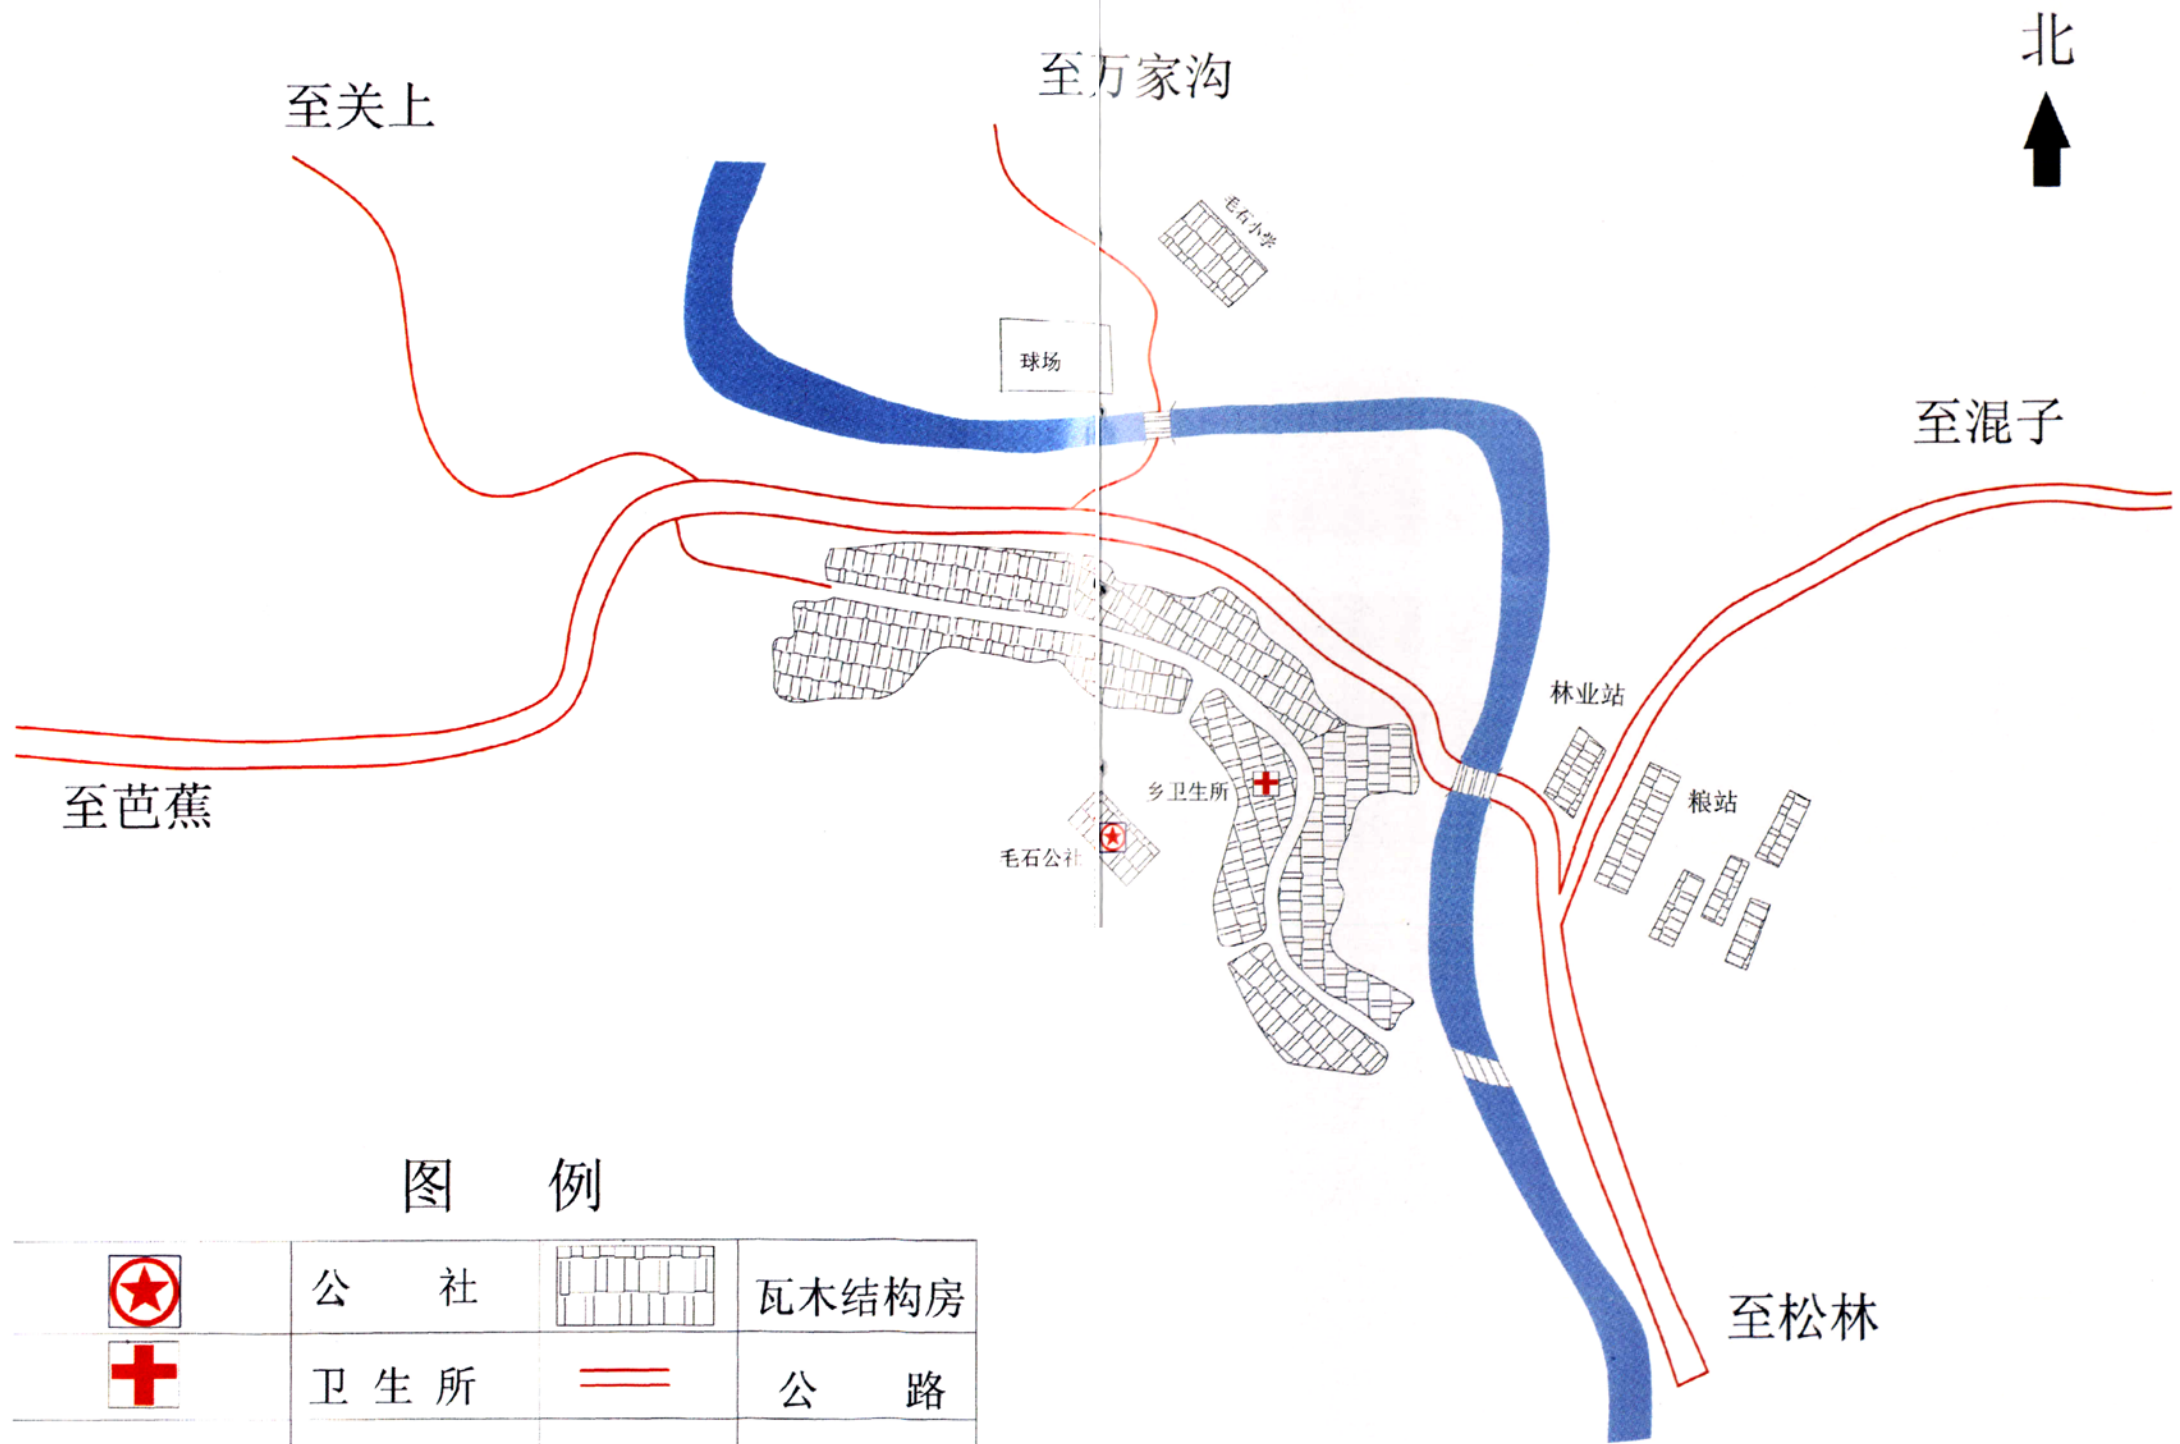 北
至万家沟
至关上
毛石小学
球场
至混子
林业站
乡卫生所
粮站
至芭蕉
毛石公社
图 例
公 社
瓦木结构房
卫生所
公 路
至松林